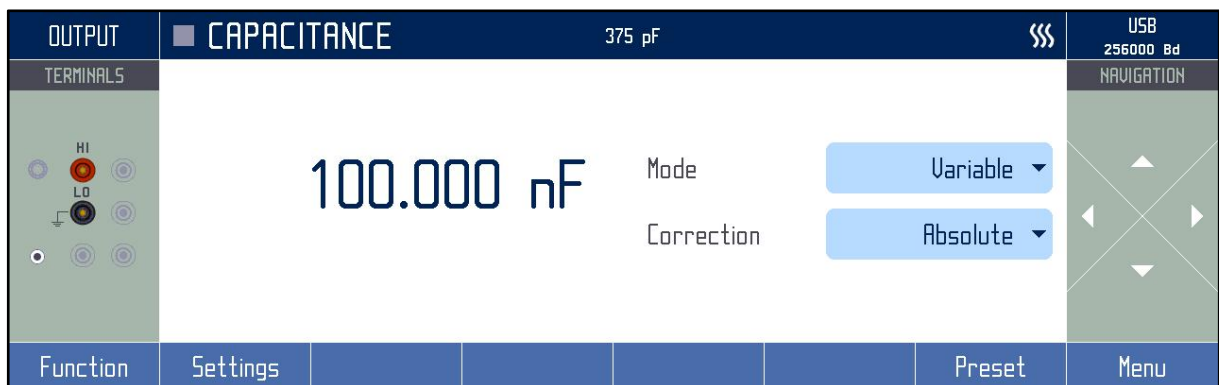 OUTPUT
CAPACITANCE
375 pF
USB
256000 Bd
TERMINALS
NAVIGATION
HI
LO
100.000 nF
Mode
Variable
Correction
Absolute
Function
Settings
Preset
Menu